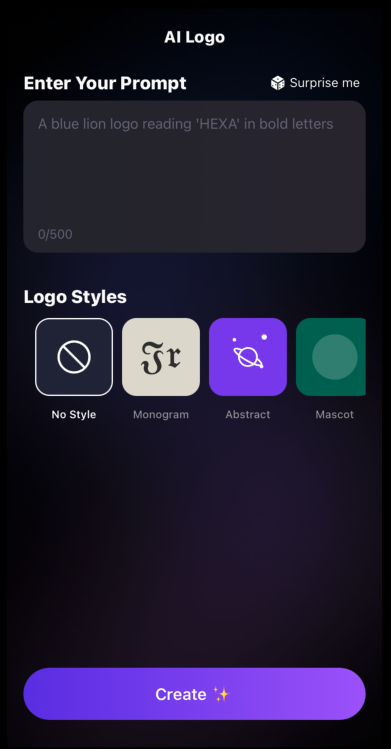 AI Logo
Enter Your Prompt
Surprise me
A blue lion logo reading 'HEXA' in bold letters
0/500
Logo Styles
Fr
No Style
Monogram
Abstract
Mascot
Create ✨